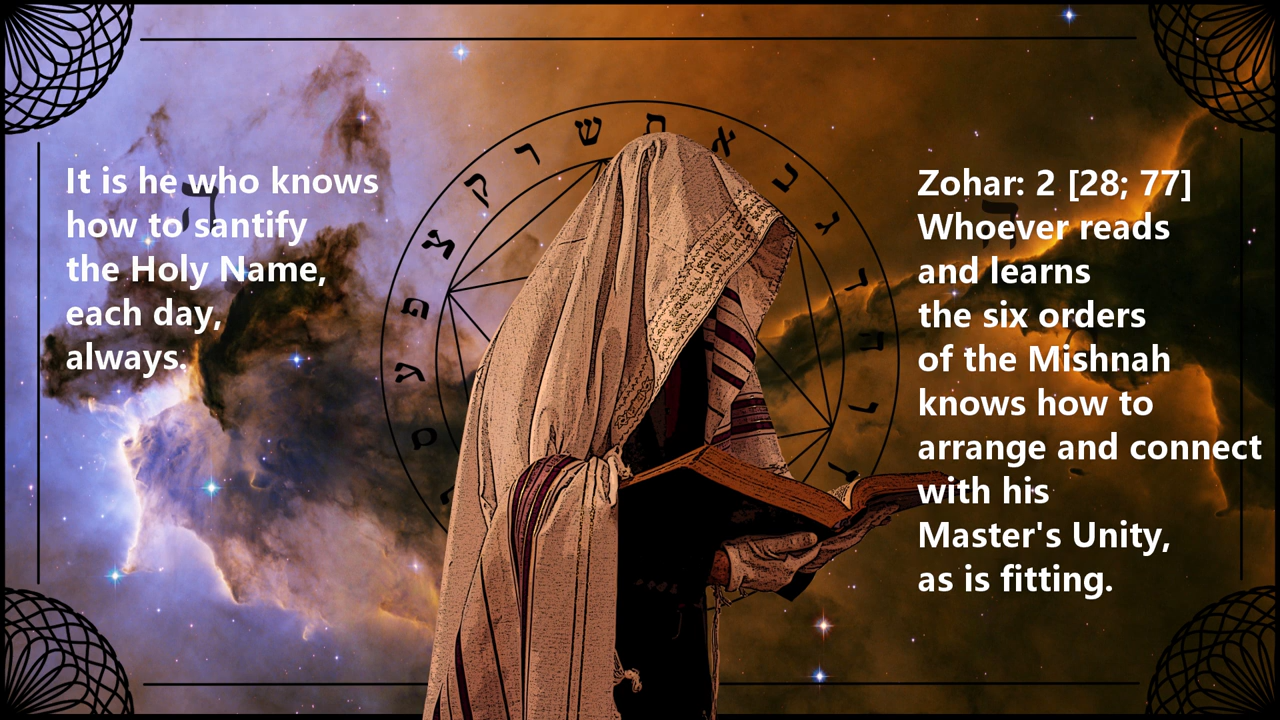 Zohar: 2 [28; 77]
Whoever reads
and learns
the six orders
of the Mishnah
knows how to
arrange and connect
with his
Master's Unity,
as is fitting.
It is he who knows
how to santify
the Holy Name,
each day,
always.
ה
ה
ס ע פ צ ק ר ש ת א ב ג ד ה ו